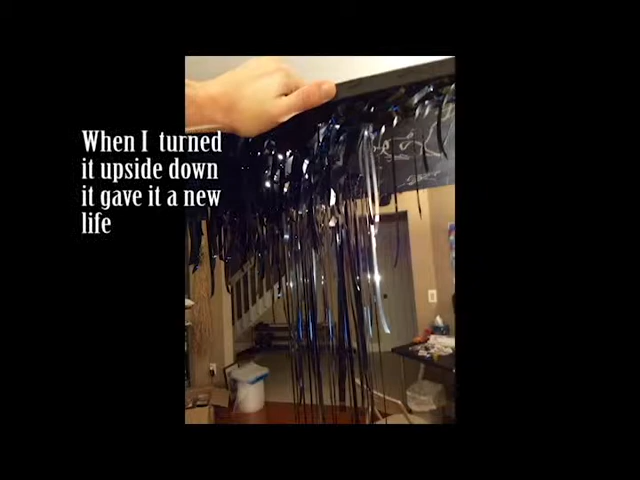 When I turned
it upside down
it gave it a new
life